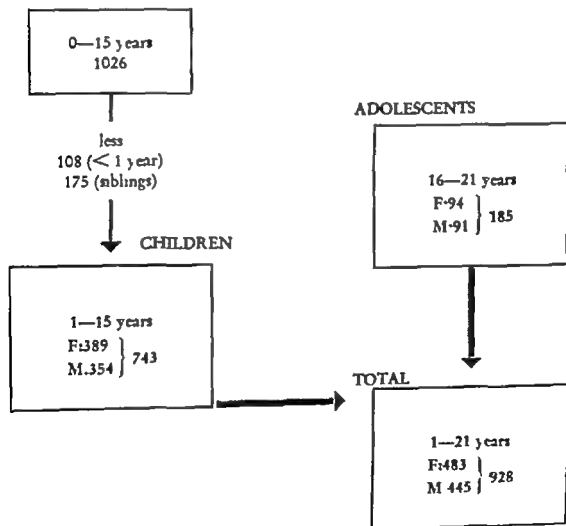 0—15 years
1026
less
108 (< 1 year)
175 (siblings)
CHILDREN
1—15 years
F:389
M.354 } 743
ADOLESCENTS
16—21 years
F·94
M·91 } 185
TOTAL
1—21 years
F:483
M 445 } 928